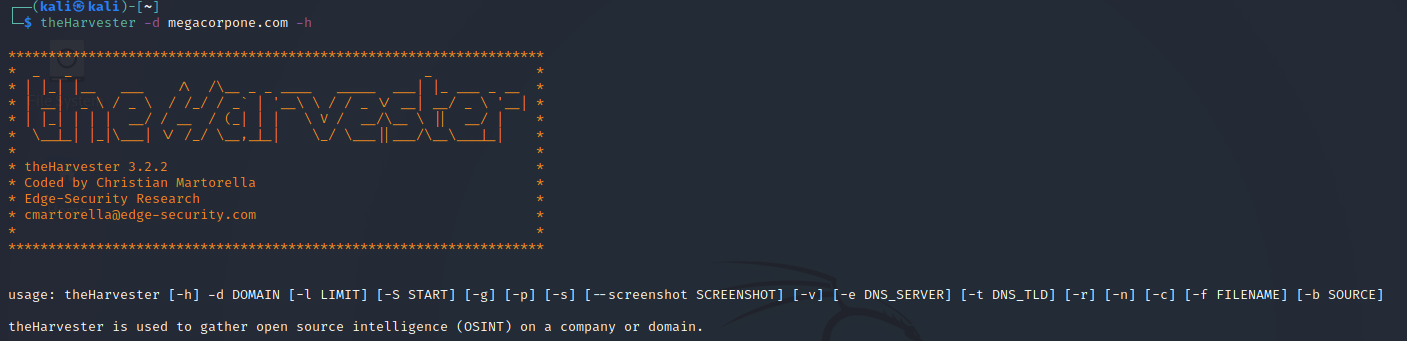 ┌──(kali㉿kali)-[~]
└─$ theHarvester -d megacorpone.com -h
*******************************************************************
* theHarvester 3.2.2 *
* Coded by Christian Martorella *
* Edge-Security Research *
* cmartorella@edge-security.com *
* *
*******************************************************************
usage: theHarvester [-h] -d DOMAIN [-l LIMIT] [-S START] [-g] [-p] [-s] [--screenshot SCREENSHOT] [-v] [-e DNS_SERVER] [-t DNS_TLD] [-r] [-n] [-c] [-f FILENAME] [-b SOURCE]
theHarvester is used to gather open source intelligence (OSINT) on a company or domain.